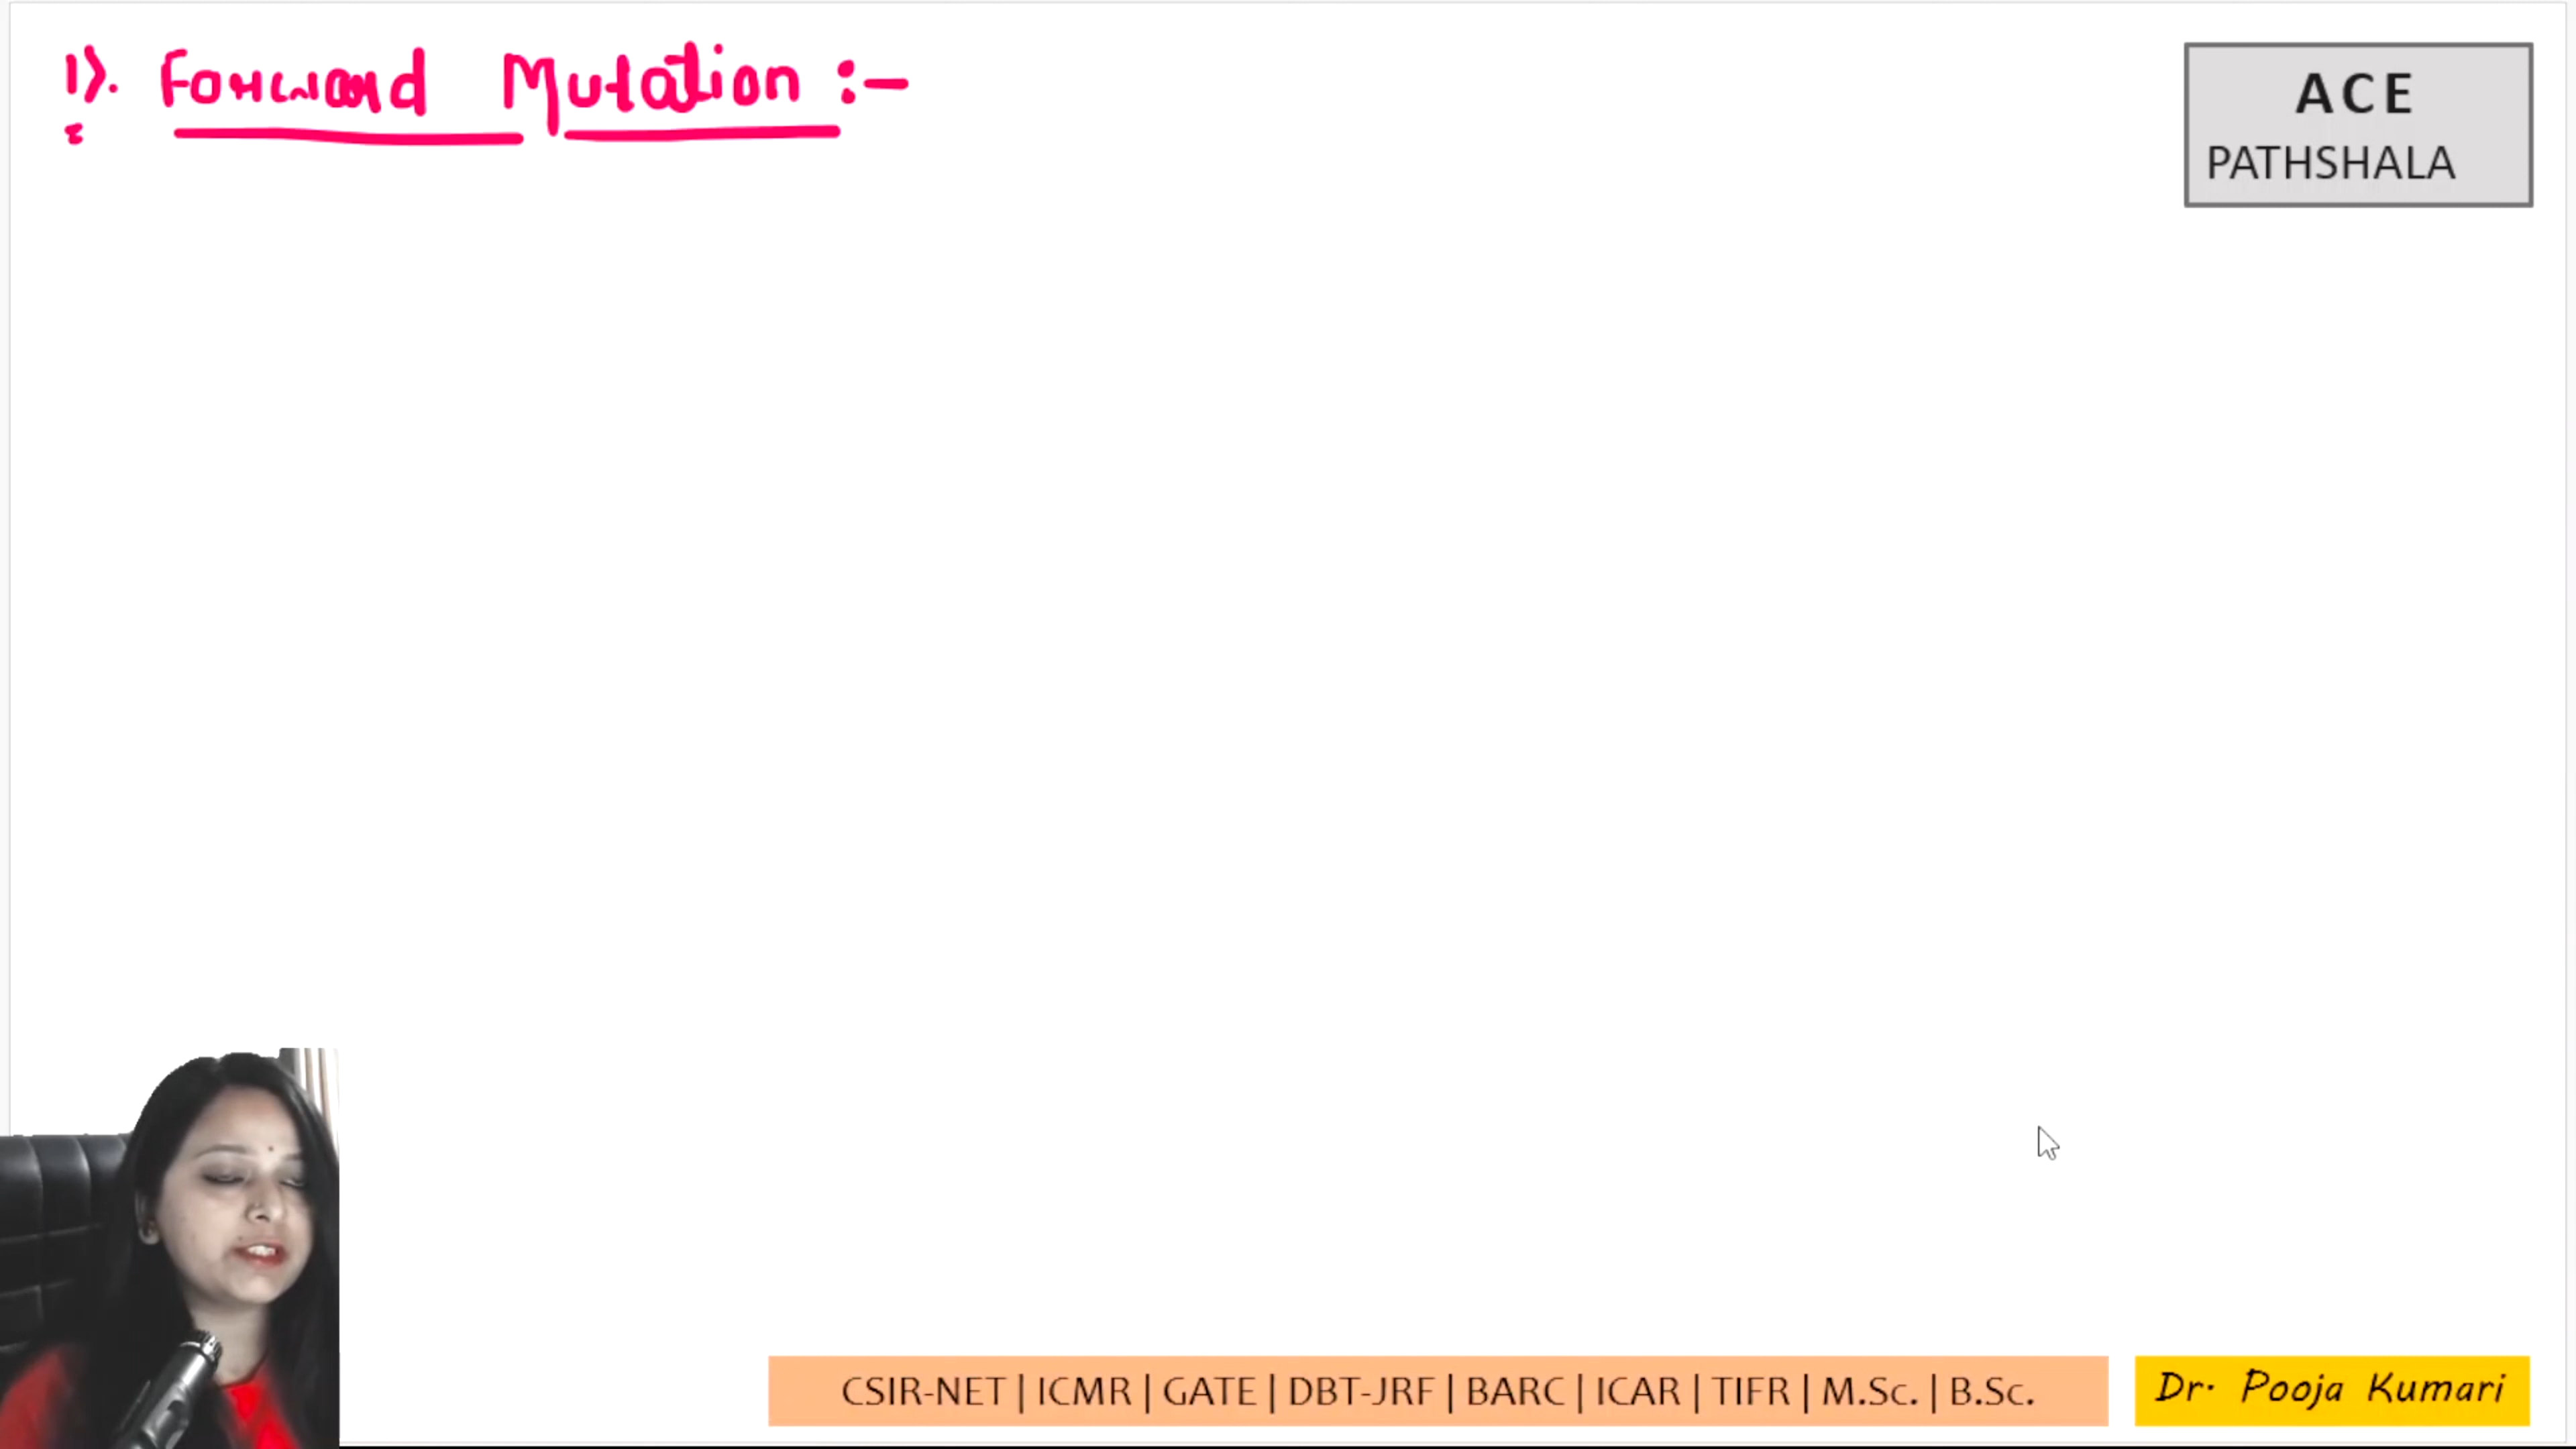 1). Forward Mutation :-
ACE
PATHSHALA
CSIR-NET | ICMR | GATE | DBT-JRF | BARC | ICAR | TIFR | M.Sc. | B.Sc.
Dr. Pooja Kumari